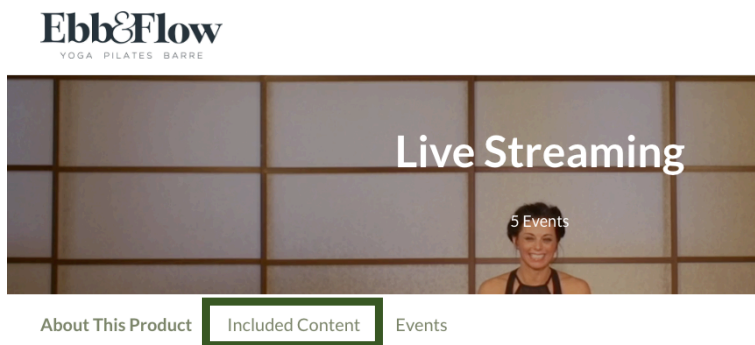 Ebb&Flow
YOGA PILATES BARRE
Live Streaming
5 Events
About This Product Included Content Events